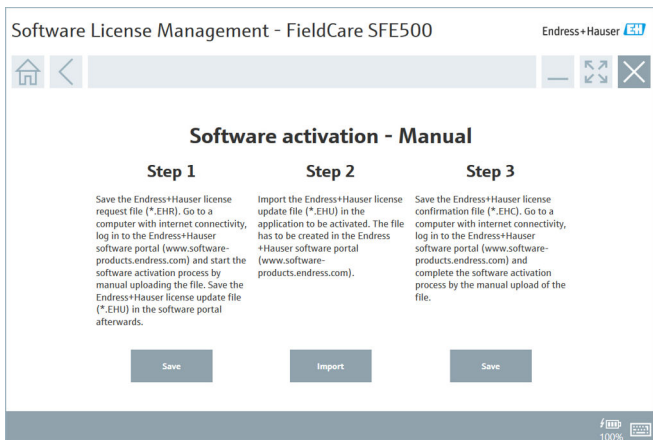 Software License Management - FieldCare SFE500
Endress+Hauser EH
Software activation - Manual
Step 1
Save the Endress+Hauser license
request file (*.EHR). Go to a
computer with internet connectivity,
log in to the Endress+Hauser
software portal (www.software-
products.endress.com) and start the
software activation process by
manual uploading the file. Save the
Endress+Hauser license update file
(*.EHU) in the software portal
afterwards.
Save
Step 2
Import the Endress+Hauser license
update file (*.EHU) in the
application to be activated. The file
has to be created in the Endress
+Hauser software portal
(www.software-
products.endress.com).
Import
Step 3
Save the Endress+Hauser license
confirmation file (*.EHC). Go to a
computer with internet connectivity,
log in to the Endress+Hauser
software portal (www.software-
products.endress.com) and
complete the software activation
process by the manual upload of the
file.
Save
100%